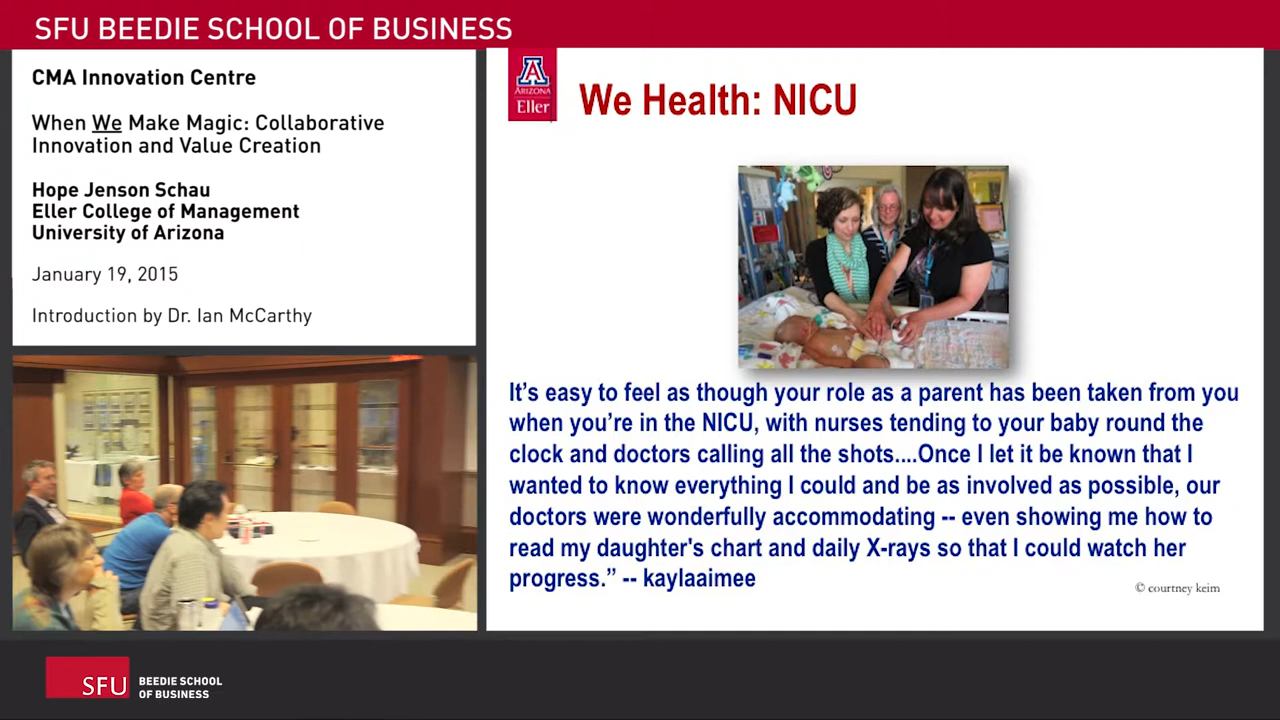 SFU BEEDIE SCHOOL OF BUSINESS
CMA Innovation Centre
When We Make Magic: Collaborative
Innovation and Value Creation
Hope Jenson Schau
Eller College of Management
University of Arizona
January 19, 2015
Introduction by Dr. Ian McCarthy
A
ARIZONA
Eller
We Health: NICU
It’s easy to feel as though your role as a parent has been taken from you
when you’re in the NICU, with nurses tending to your baby round the
clock and doctors calling all the shots....Once I let it be known that I
wanted to know everything I could and be as involved as possible, our
doctors were wonderfully accommodating -- even showing me how to
read my daughter's chart and daily X-rays so that I could watch her
progress.” -- kaylaaimee
© courtney keim
SFU
BEEDIE SCHOOL
OF BUSINESS